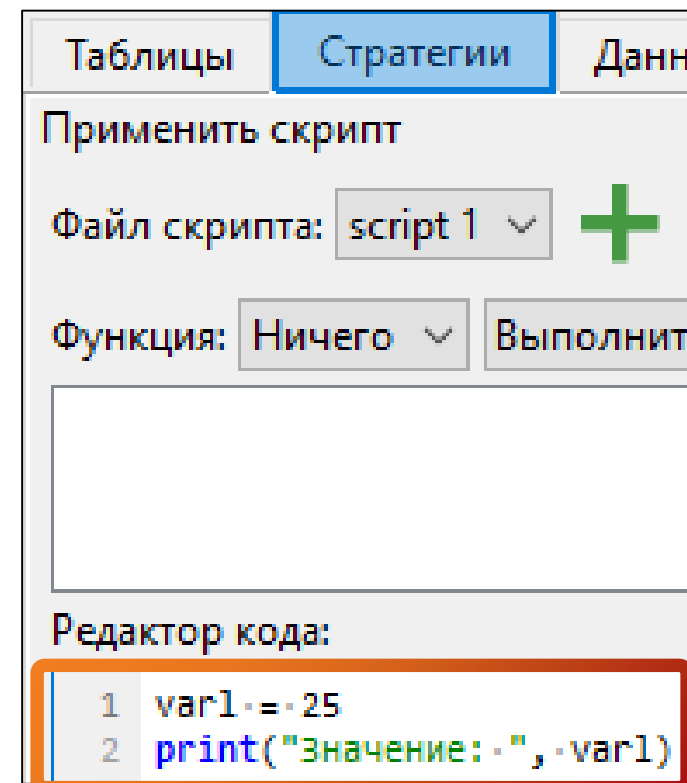 Таблицы Стратегии Данн
Применить скрипт
Файл скрипта: script 1
Функция: Ничего Выполнит
Редактор кода:
1 var1 = 25
2 print("Значение: ", var1)